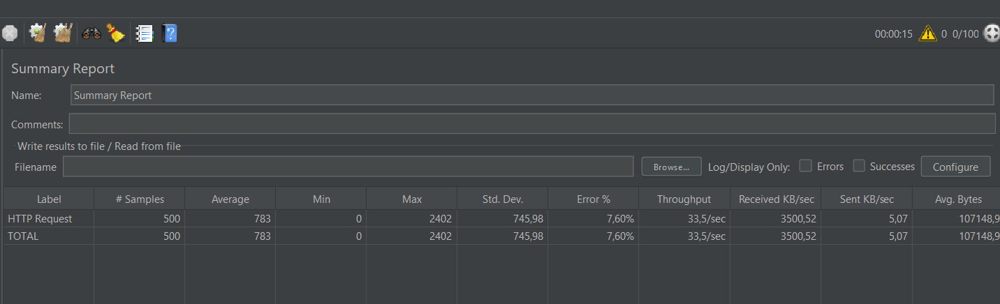 00:00:15 0 0/100
Summary Report
Name: Summary Report
Comments:
Write results to file / Read from file
Filename Browse... Log/Display Only: Errors Successes Configure
Label # Samples Average Min Max Std. Dev. Error % Throughput Received KB/sec Sent KB/sec Avg. Bytes
HTTP Request 500 783 0 2402 745,98 7,60% 33,5/sec 3500,52 5,07 107148,9
TOTAL 500 783 0 2402 745,98 7,60% 33,5/sec 3500,52 5,07 107148,9